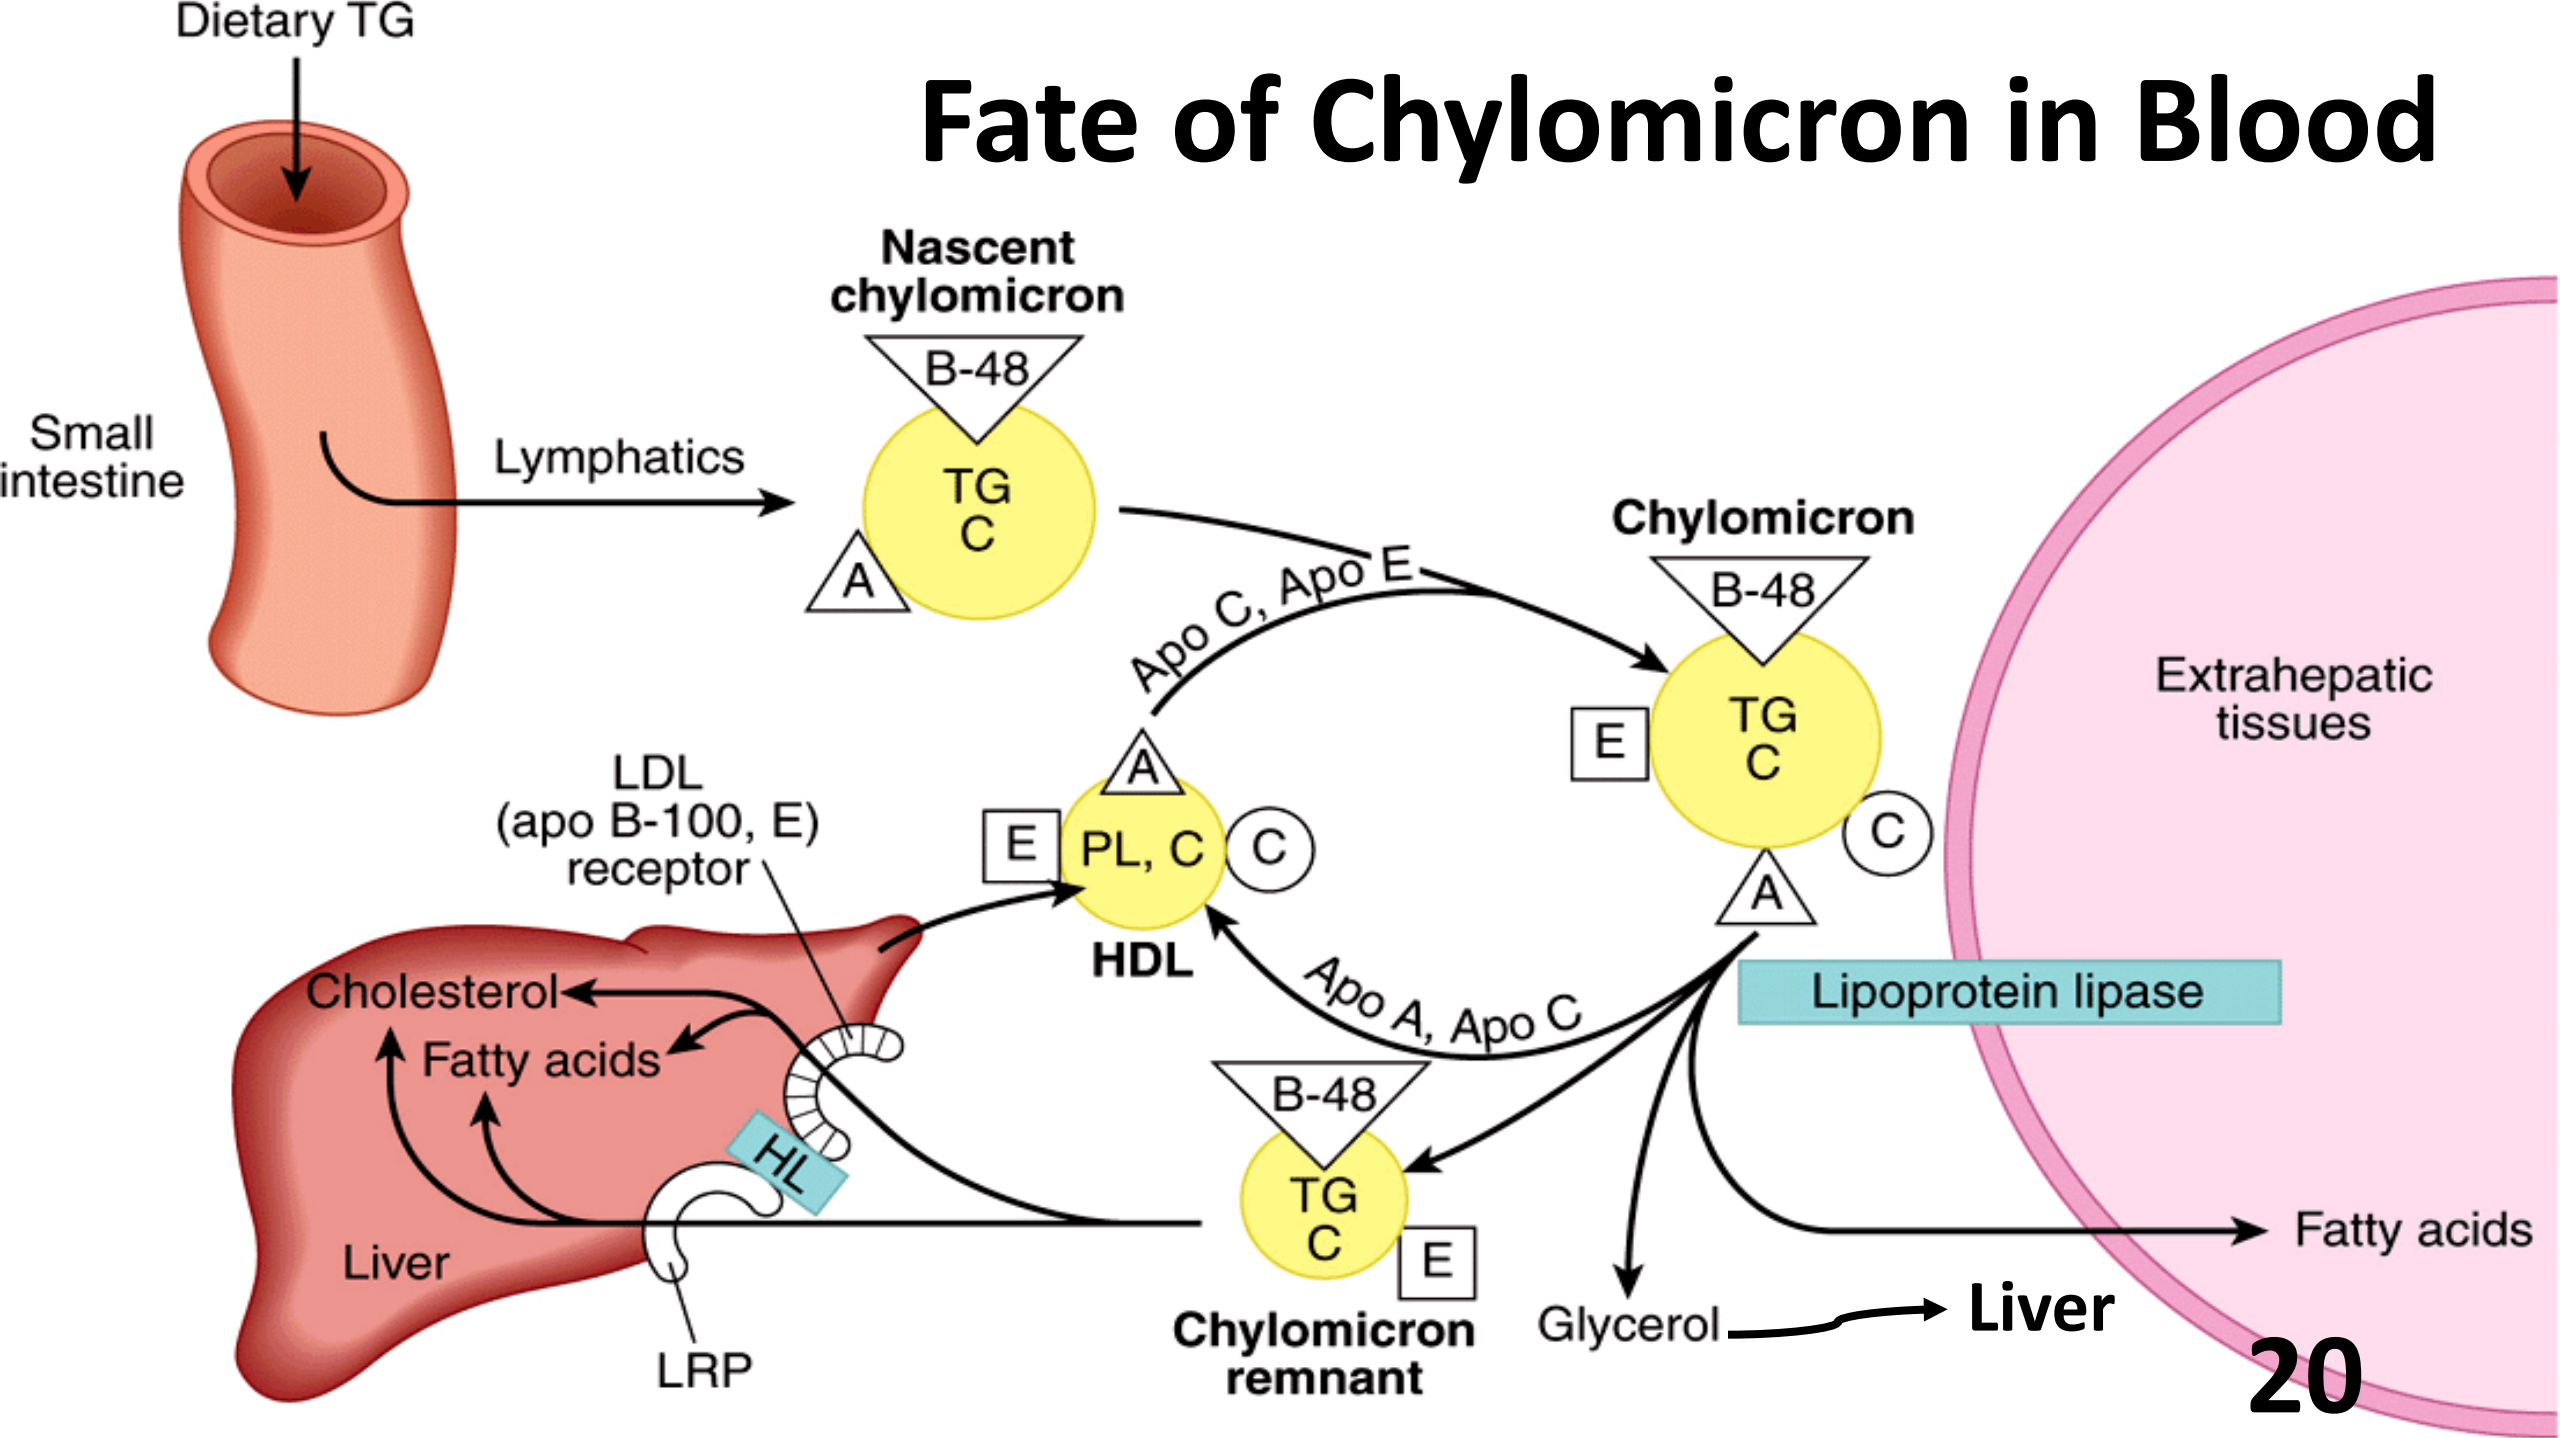 Dietary TG
Fate of Chylomicron in Blood
Nascent
chylomicron
B-48
TG
C
A
Small
intestine
Lymphatics
Apo C, Apo E
Chylomicron
B-48
TG
C
E
C
A
Extrahepatic
tissues
LDL
(apo B-100, E)
receptor
A
E
PL, C
C
HDL
Apo A, Apo C
Lipoprotein lipase
Cholesterol
Fatty acids
HL
Liver
LRP
B-48
TG
C
E
Chylomicron
remnant
Glycerol
Liver
Fatty acids
20